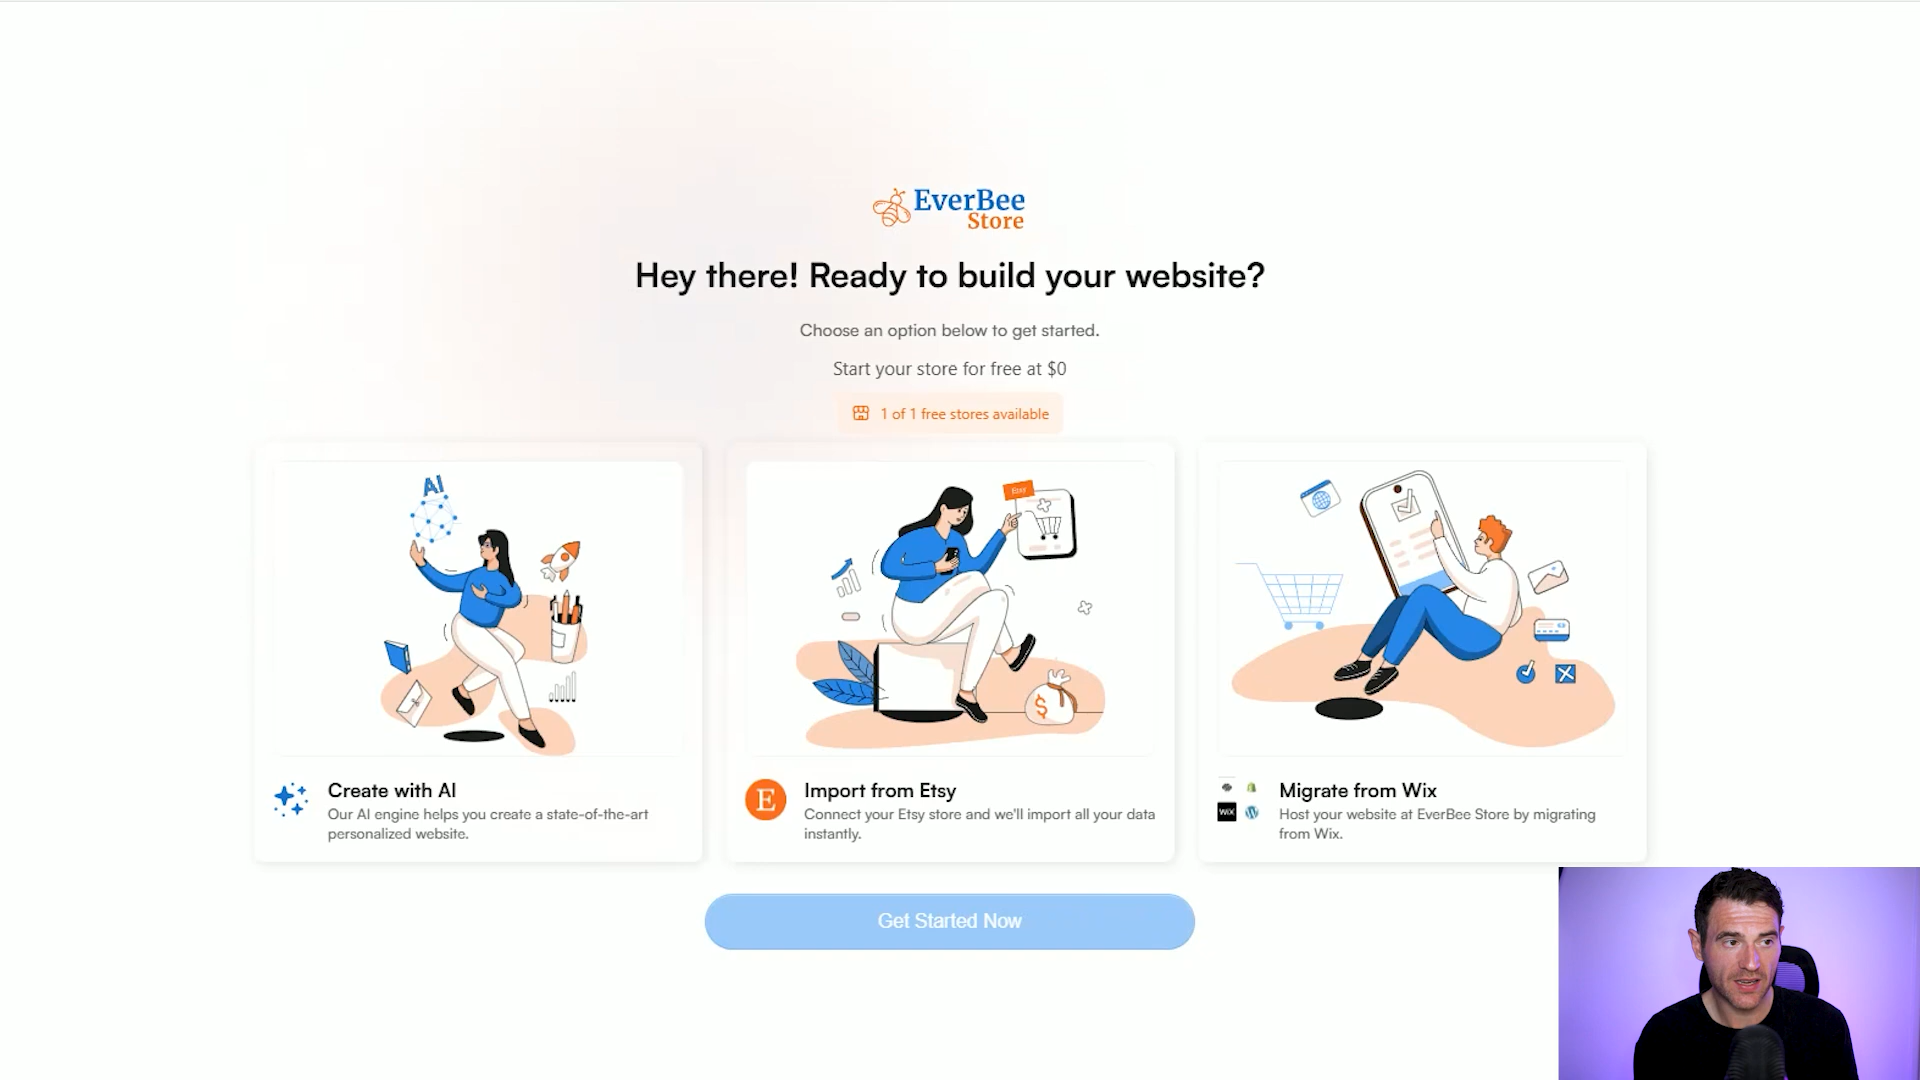 EverBee
Store
Hey there! Ready to build your website?
Choose an option below to get started.
Start your store for free at $0
1 of 1 free stores available
AI
Etsy
$
Create with AI
Our AI engine helps you create a state-of-the-art
personalized website.
E
Import from Etsy
Connect your Etsy store and we'll import all your data
instantly.
WIX
Migrate from Wix
Host your website at EverBee Store by migrating
from Wix.
Get Started Now